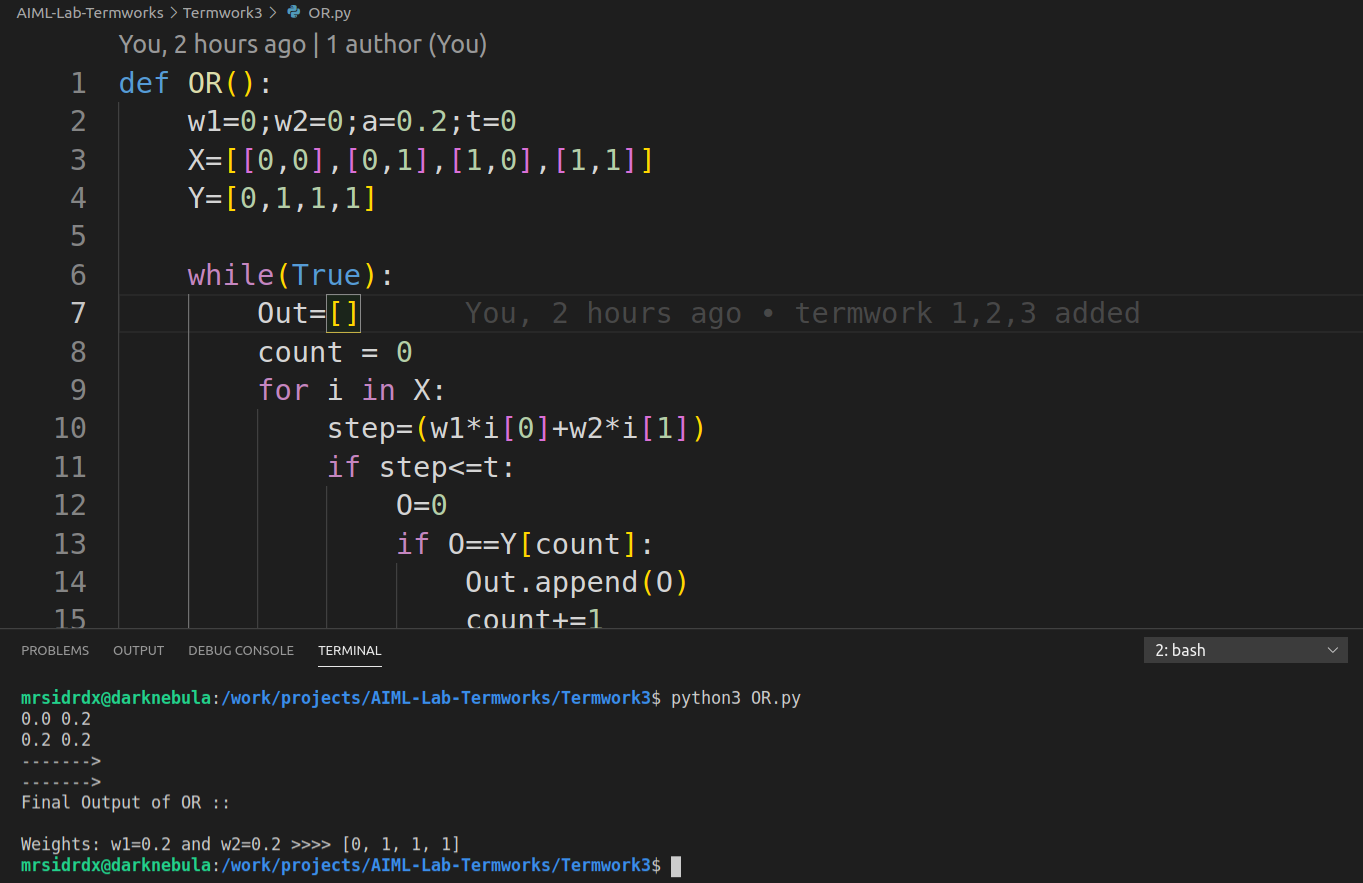 AIML-Lab-Termworks > Termwork3 > OR.py
You, 2 hours ago | 1 author (You)
1 def OR():
2 w1=0;w2=0;a=0.2;t=0
3 X=[[0,0],[0,1],[1,0],[1,1]]
4 Y=[0,1,1,1]
5
6 while(True):
7 Out=[] You, 2 hours ago • termwork 1,2,3 added
8 count = 0
9 for i in X:
10 step=(w1*i[0]+w2*i[1])
11 if step<=t:
12 O=0
13 if O==Y[count]:
14 Out.append(O)
15 count+=1
PROBLEMS OUTPUT DEBUG CONSOLE TERMINAL 2: bash
mrsidrdx@darknebula:/work/projects/AIML-Lab-Termworks/Termwork3$ python3 OR.py
0.0 0.2
0.2 0.2
------->
------->
Final Output of OR ::
Weights: w1=0.2 and w2=0.2 >>>> [0, 1, 1, 1]
mrsidrdx@darknebula:/work/projects/AIML-Lab-Termworks/Termwork3$